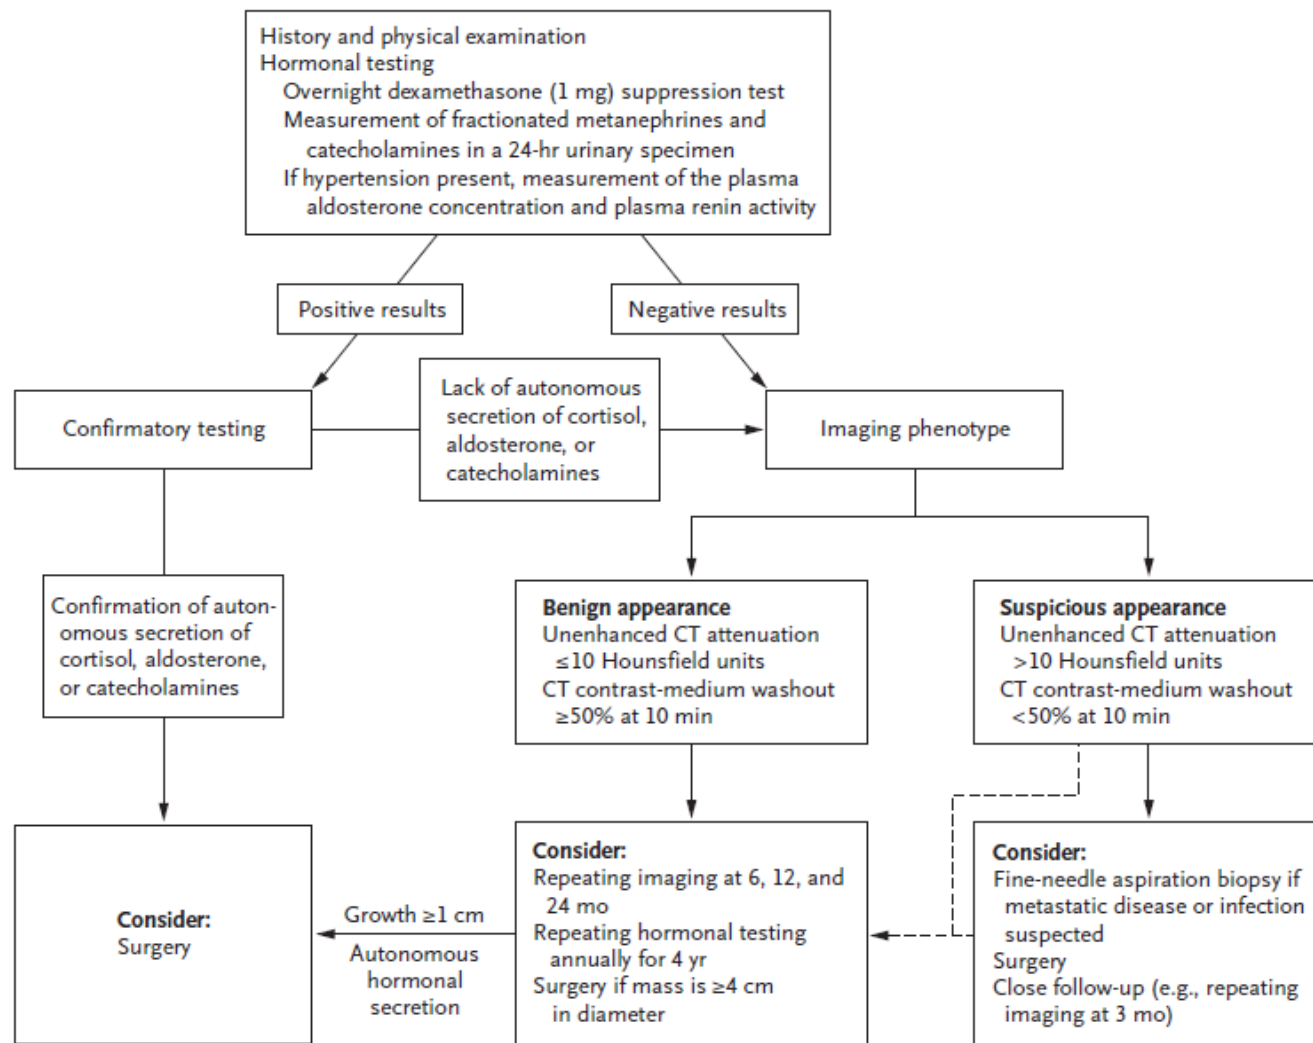 History and physical examination
Hormonal testing
Overnight dexamethasone (1 mg) suppression test
Measurement of fractionated metanephrines and
catecholamines in a 24-hr urinary specimen
If hypertension present, measurement of the plasma
aldosterone concentration and plasma renin activity
Positive results
Negative results
Confirmatory testing
Lack of autonomous
secretion of cortisol,
aldosterone, or
catecholamines
Imaging phenotype
Confirmation of auton-
omous secretion of
cortisol, aldosterone,
or catecholamines
Benign appearance
Unenhanced CT attenuation
≤10 Hounsfield units
CT contrast-medium washout
≥50% at 10 min
Suspicious appearance
Unenhanced CT attenuation
>10 Hounsfield units
CT contrast-medium washout
<50% at 10 min
Consider:
Surgery
Growth ≥1 cm
Autonomous
hormonal
secretion
Consider:
Repeating imaging at 6, 12, and
24 mo
Repeating hormonal testing
annually for 4 yr
Surgery if mass is ≥4 cm
in diameter
Consider:
Fine-needle aspiration biopsy if
metastatic disease or infection
suspected
Surgery
Close follow-up (e.g., repeating
imaging at 3 mo)